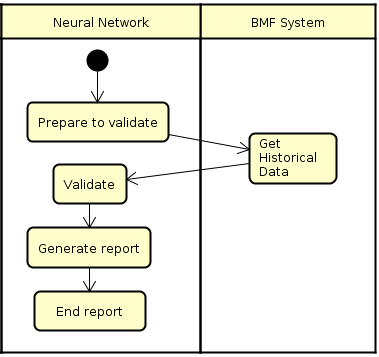 Neural Network
BMF System
Prepare to validate
Get
Historical
Data
Validate
Generate report
End report